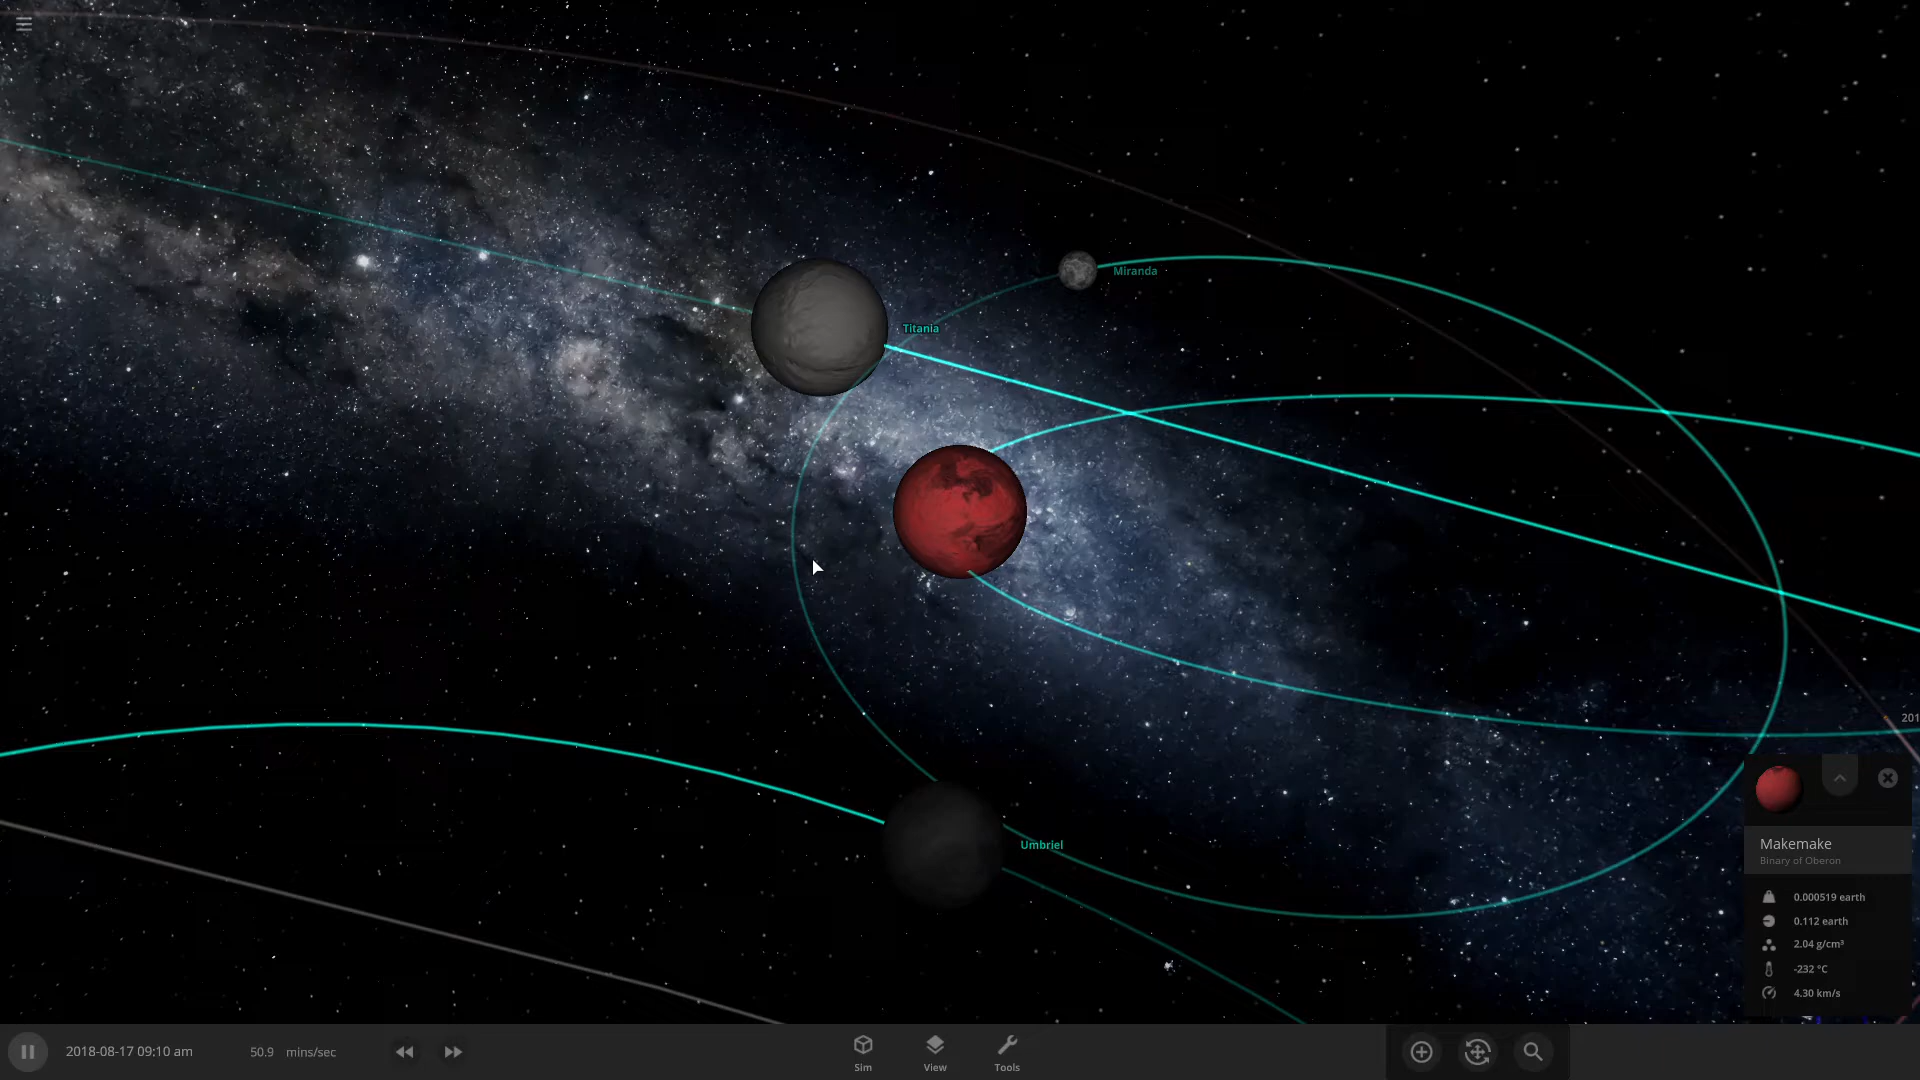 Miranda
Titania
201
Umbriel
Makemake
Binary of Oberon
0.000519 earth
0.112 earth
2.04 g/cm³
-232 °C
4.30 km/s
2018-08-17 09:10 am
50.9 mins/sec
Sim
View
Tools